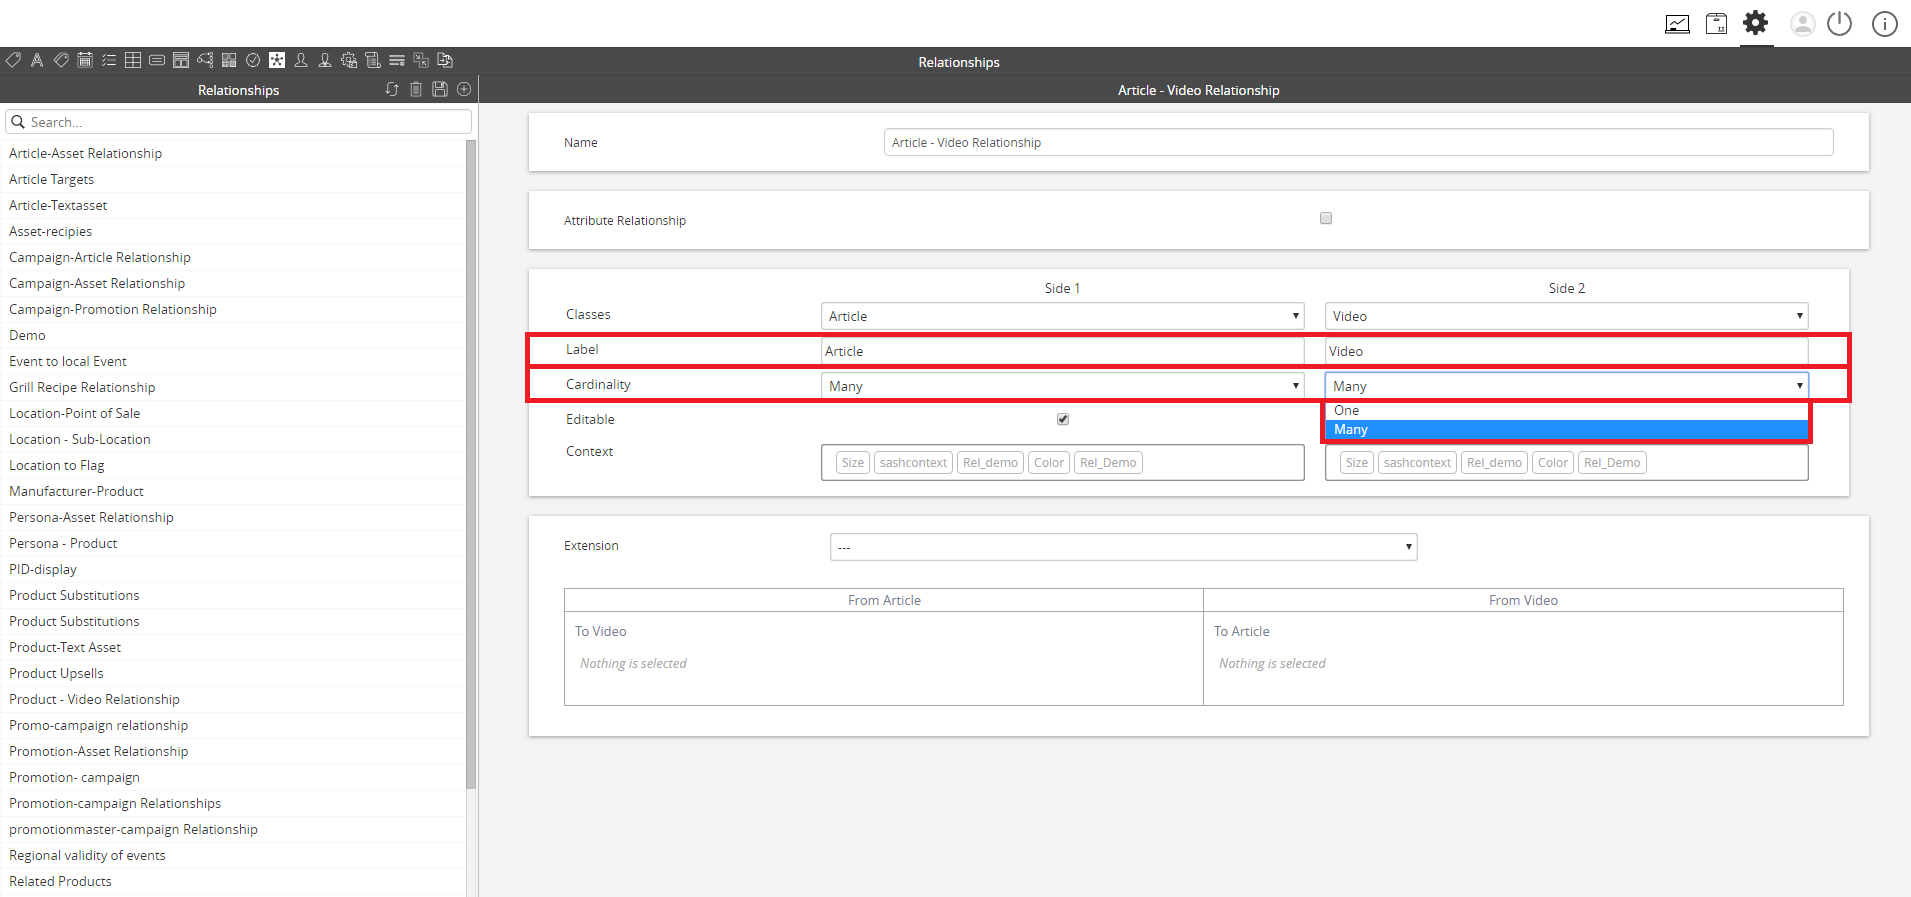 Relationships
Relationships
Article - Video Relationship
Search...
Article-Asset Relationship
Article Targets
Article-Textasset
Asset-recipies
Campaign-Article Relationship
Campaign-Asset Relationship
Campaign-Promotion Relationship
Demo
Event to local Event
Grill Recipe Relationship
Location-Point of Sale
Location - Sub-Location
Location to Flag
Manufacturer-Product
Persona-Asset Relationship
Persona - Product
PID-display
Product Substitutions
Product Substitutions
Product-Text Asset
Product Upsells
Product - Video Relationship
Promo-campaign relationship
Promotion-Asset Relationship
Promotion- campaign
Promotion-campaign Relationships
promotionmaster-campaign Relationship
Regional validity of events
Related Products
Name Article - Video Relationship
Attribute Relationship
Side 1 Side 2
Classes Article Video
Label Article Video
Cardinality Many Many
One
Many
Editable
Context Size sashcontext Rel_demo Color Rel_Demo Size sashcontext Rel_demo Color Rel_Demo
Extension ---
From Article From Video
To Video To Article
Nothing is selected Nothing is selected